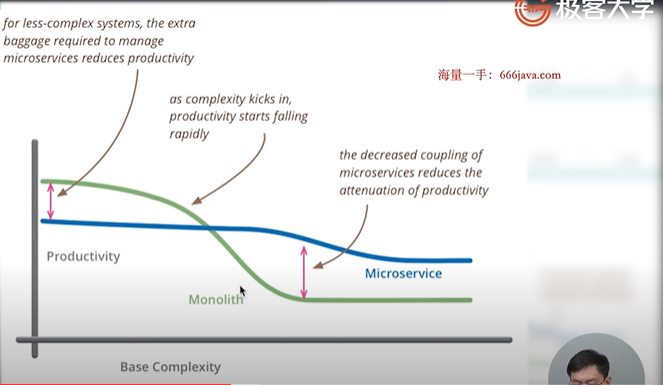 for less-complex systems, the extra
baggage required to manage
microservices reduces productivity
极客大学
海量一手：666java.com
as complexity kicks in,
productivity starts falling
rapidly
the decreased coupling of
microservices reduces the
attenuation of productivity
Productivity
Microservice
Monolith
Base Complexity